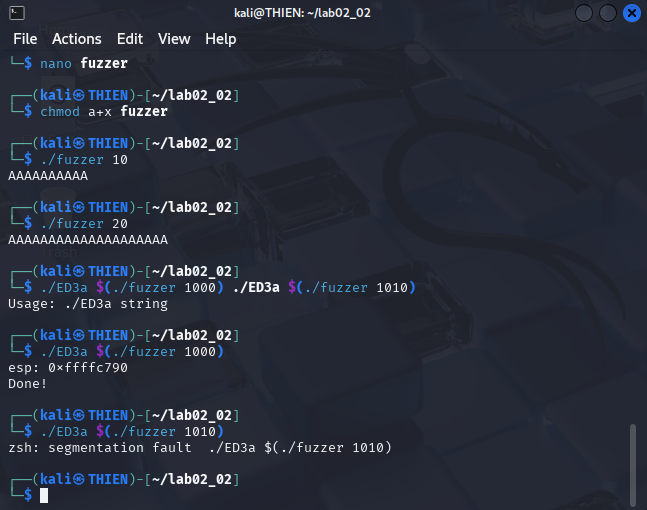 kali@THIEN: ~/lab02_02
File Actions Edit View Help
└─$ nano fuzzer
┌──(kali㉿THIEN)-[~/lab02_02]
└─$ chmod a+x fuzzer
┌──(kali㉿THIEN)-[~/lab02_02]
└─$ ./fuzzer 10
AAAAAAAAAA
┌──(kali㉿THIEN)-[~/lab02_02]
└─$ ./fuzzer 20
AAAAAAAAAAAAAAAAAAAA
┌──(kali㉿THIEN)-[~/lab02_02]
└─$ ./ED3a $(./fuzzer 1000) ./ED3a $(./fuzzer 1010)
Usage: ./ED3a string
┌──(kali㉿THIEN)-[~/lab02_02]
└─$ ./ED3a $(./fuzzer 1000)
esp: 0×ffffc790
Done!
┌──(kali㉿THIEN)-[~/lab02_02]
└─$ ./ED3a $(./fuzzer 1010)
zsh: segmentation fault  ./ED3a $(./fuzzer 1010)
┌──(kali㉿THIEN)-[~/lab02_02]
└─$